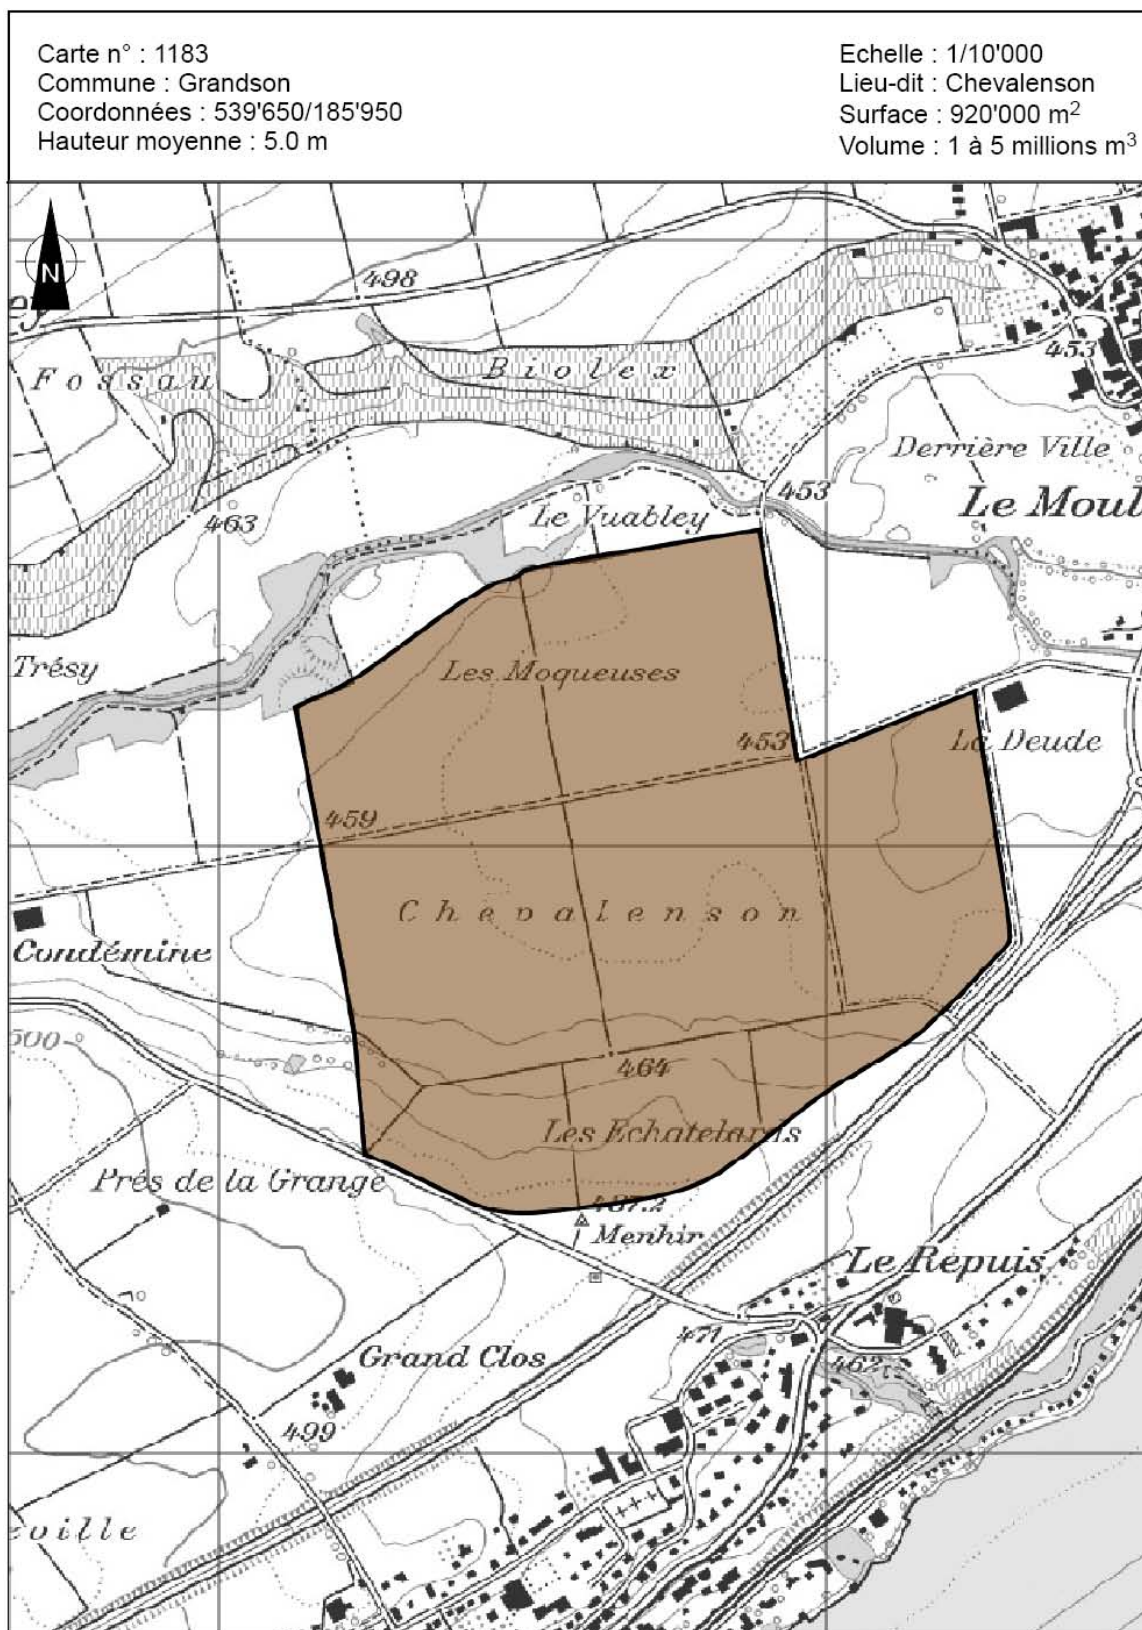 Carte n° : 1183
Commune : Grandson
Coordonnées : 539'650/185'950
Hauteur moyenne : 5.0 m
Echelle : 1/10'000
Lieu-dit : Chevalenson
Surface : 920'000 m²
Volume : 1 à 5 millions m³
N
498
453
Fossau
Biolex
Derrière Ville
453
Le Moul
463
Le Vuabley
Trésy
Les Moqueuses
453
La Deude
459
Chevalenson
Condémine
500
464
Les Echatelards
Prés de la Grange
487.2
Menhir
Le Repuis
471
462
Grand Clos
499
eville